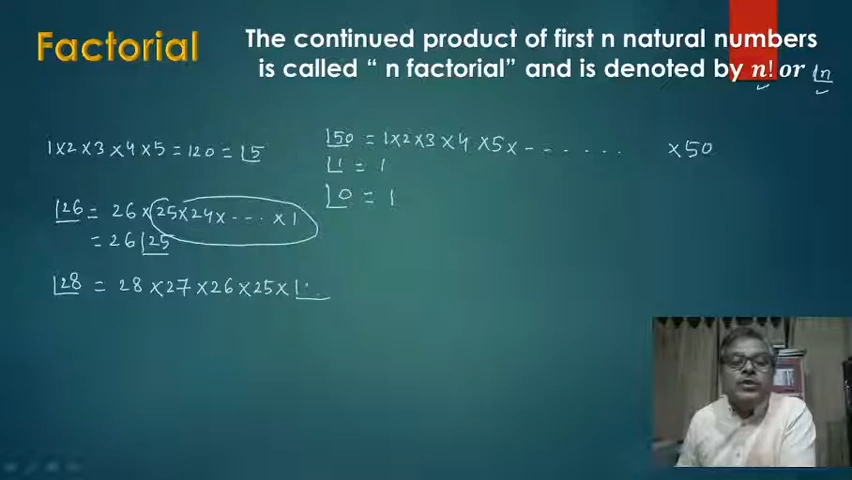 Factorial
The continued product of first n natural numbers
is called “ n factorial” and is denoted by n! or ⌊n
1×2×3×4×5=120=⌊5
⌊26 = 26×25×24×---×1
= 26⌊25
⌊28 = 28×27×26×25×⌊..
⌊50 = 1×2×3×4×5×------ ×50
⌊1 = 1
⌊0 = 1